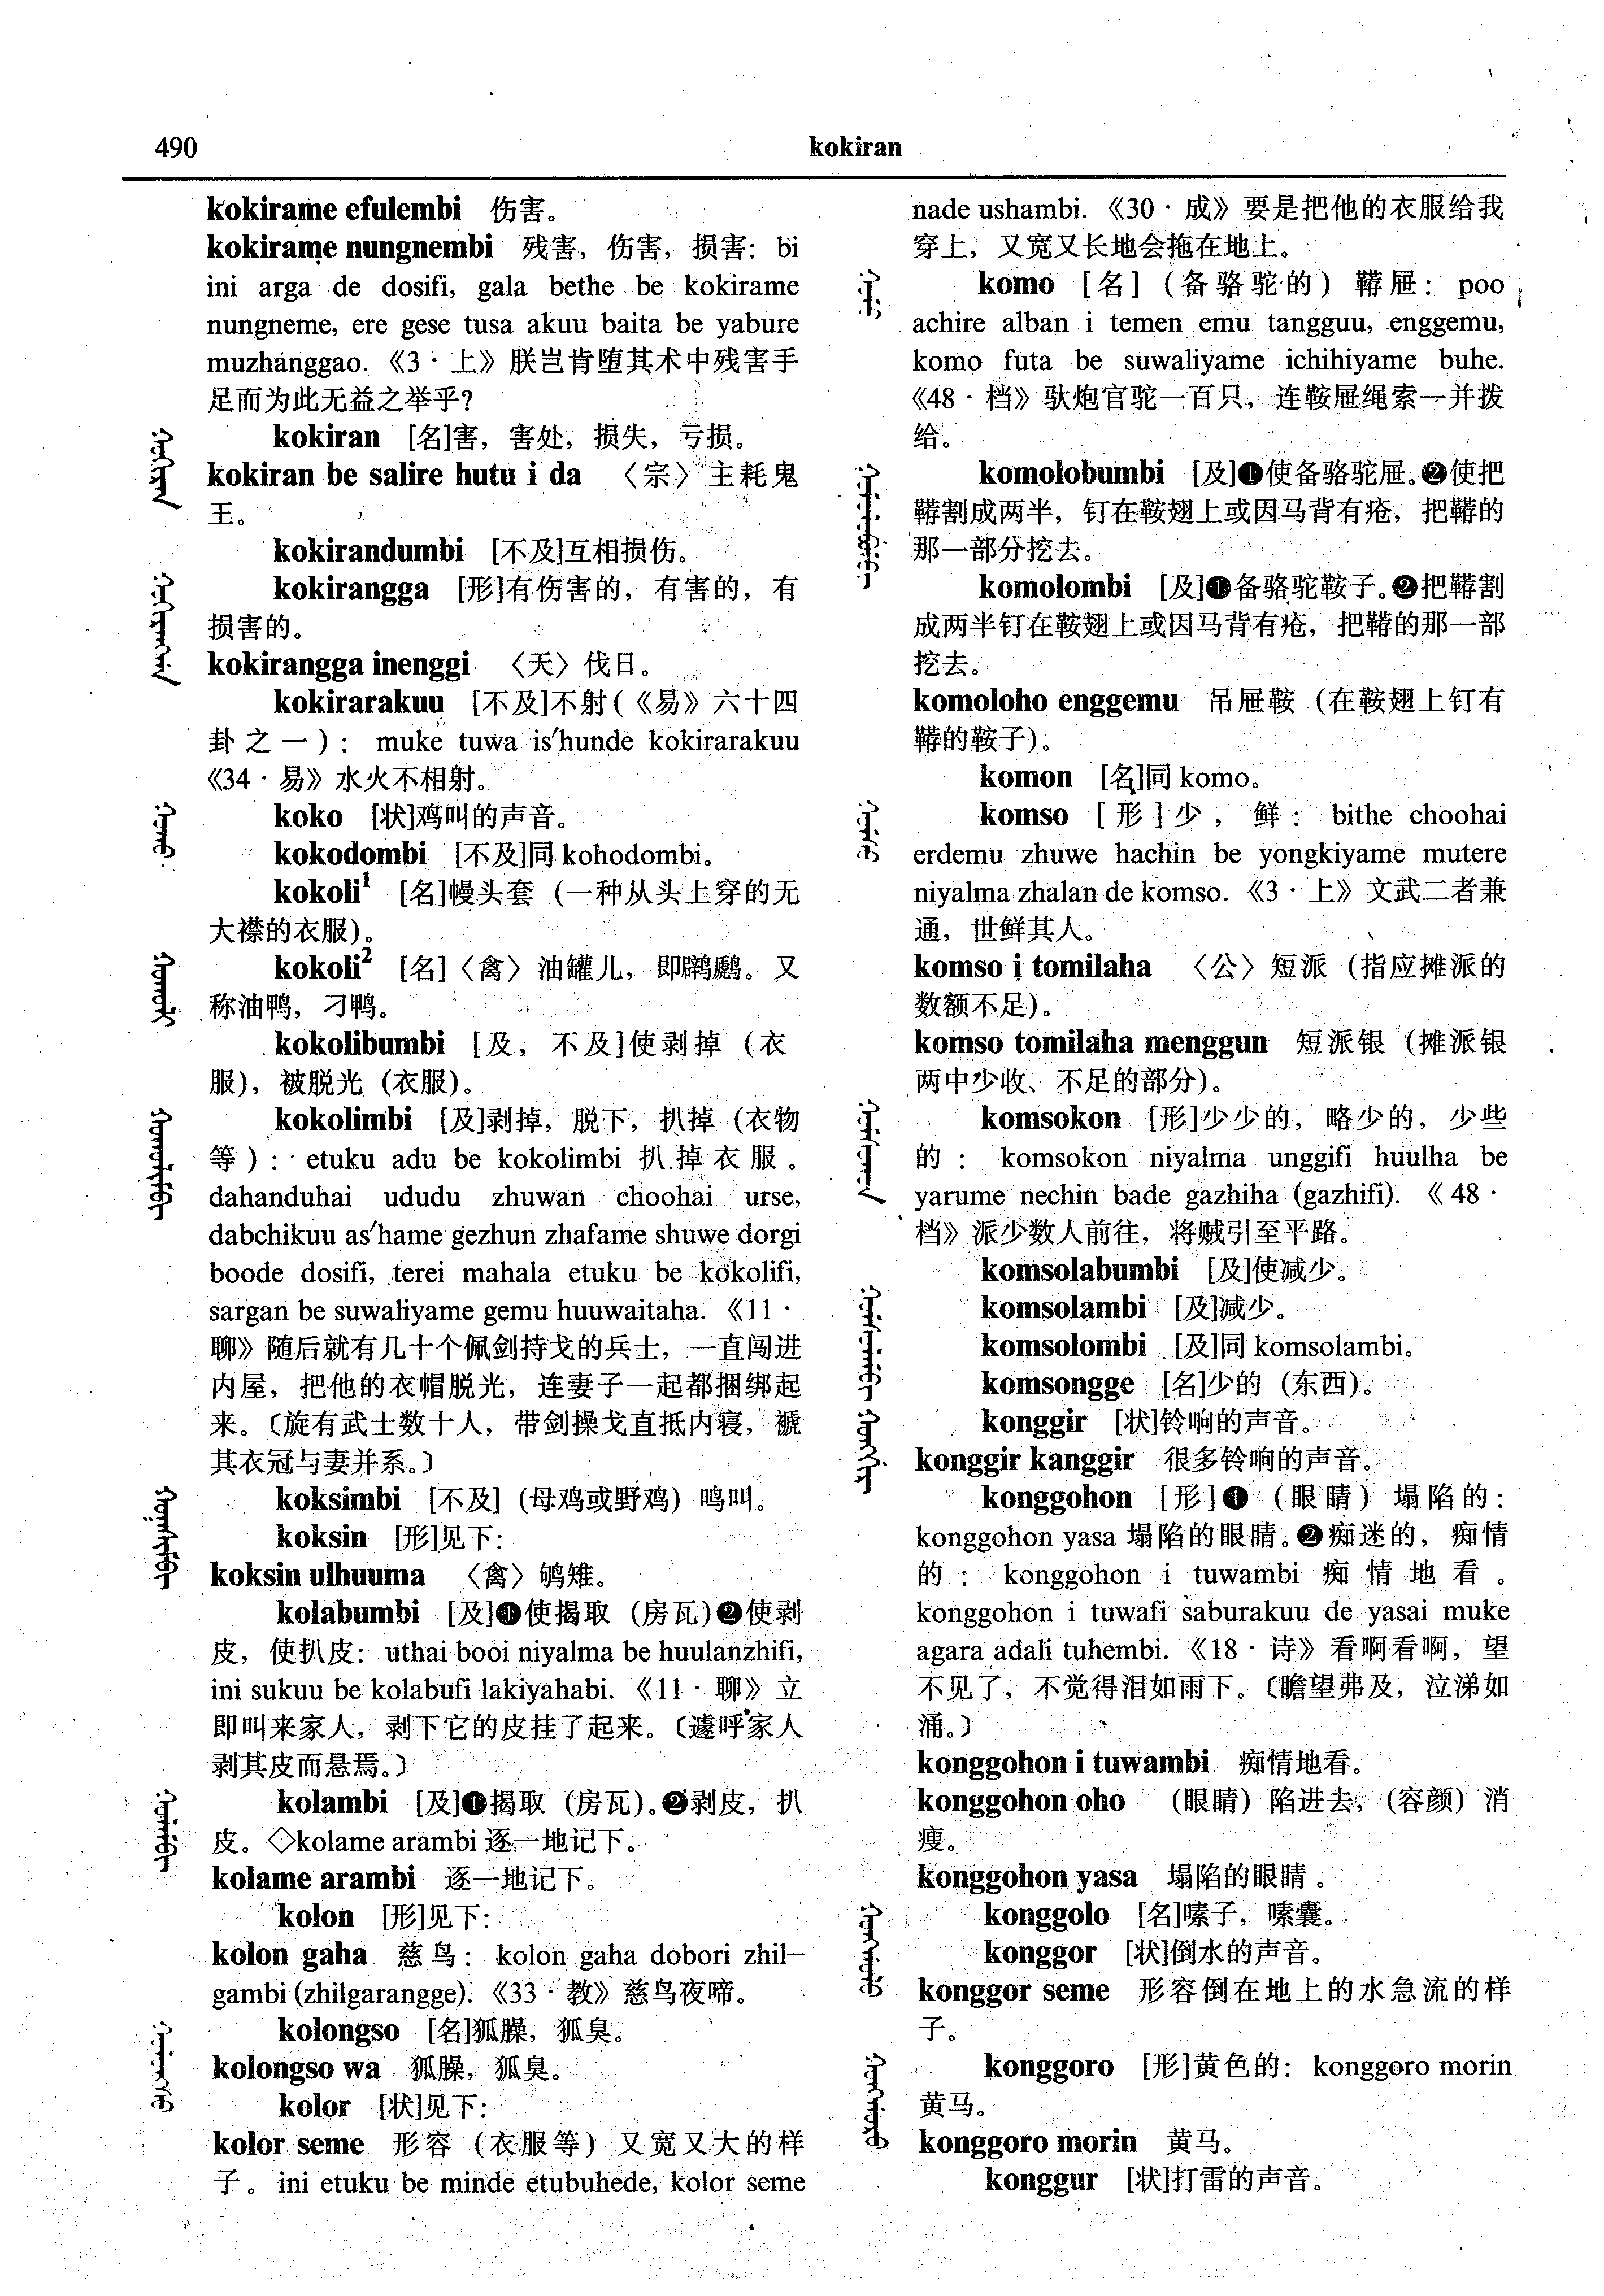 490
kokiran
kokirame efulembi 伤害。
kokirame nungnembi 残害，伤害，损害：bi
ini arga de dosifi, gala bethe be kokirame
nungneme, ere gese tusa akuu baita be yabure
muzhanggao.《3·上》朕岂肯堕其术中残害手
足而为此无益之举乎？
kokiran [名]害，害处，损失，亏损。
kokiran be salire hutu i da 〈宗〉主耗鬼
王。
kokirandumbi [不及]互相损伤。
kokirangga [形]有伤害的，有害的，有
损害的。
kokirangga inenggi 〈天〉伐日。
kokirarakuu [不及]不射(《易》六十四
卦之一)： muke tuwa is'hunde kokirarakuu
《34·易》水火不相射。
koko [状]鸡叫的声音。
kokodombi [不及]同 kohodombi。
kokoli¹ [名]幔头套（一种从头上穿的无
大襟的衣服）。
kokoli² [名]〈禽〉油罐儿，即鸊鷉。又
称油鸭，刁鸭。
kokolibumbi [及，不及]使剥掉（衣
服），被脱光（衣服）。
kokolimbi [及]剥掉，脱下，扒掉（衣物
等）： etuku adu be kokolimbi 扒掉衣服。
dahanduhai ududu zhuwan choohai urse,
dabchikuu as'hame gezhun zhafame shuwe dorgi
boode dosifi, terei mahala etuku be kokolifi,
sargan be suwaliyame gemu huuwaitaha.《11·
聊》随后就有几十个佩剑持戈的兵士，一直闯进
内屋，把他的衣帽脱光，连妻子一起都捆绑起
来。〔旋有武士数十人，带剑操戈直抵内寝，褫
其衣冠与妻并系。〕
koksimbi [不及]（母鸡或野鸡）鸣叫。
koksin [形]见下：
koksin ulhuuma 〈禽〉鸲雉。
kolabumbi [及]❶使揭取（房瓦）❷使剥
皮，使扒皮：uthai booi niyalma be huulanzhifi,
ini sukuu be kolabufi lakiyahabi.《11·聊》立
即叫来家人，剥下它的皮挂了起来。〔遽呼家人
剥其皮而悬焉。〕
kolambi [及]❶揭取（房瓦）。❷剥皮，扒
皮。◇kolame arambi 逐一地记下。
kolame arambi 逐一地记下。
kolon [形]见下：
kolon gaha 慈鸟：kolon gaha dobori zhil-
gambi (zhilgarangge).《33·教》慈鸟夜啼。
kolongso [名]狐臊，狐臭。
kolongso wa 狐臊，狐臭。
kolor [状]见下：
kolor seme 形容（衣服等）又宽又大的样
子。ini etuku be minde etubuhede, kolor seme
nade ushambi.《30·成》要是把他的衣服给我
穿上，又宽又长地会拖在地上。
komo [名]（备骆驼的）鞯屉：poo
achire alban i temen emu tangguu, enggemu,
komo futa be suwaliyame ichihiyame buhe.
《48·档》驮炮官驼一百只，连鞍屉绳索一并拨
给。
komolobumbi [及]❶使备骆驼屉。❷使把
鞯割成两半，钉在鞍翅上或因马背有疮，把鞯的
那一部分挖去。
komolombi [及]❶备骆驼鞍子。❷把鞯割
成两半钉在鞍翅上或因马背有疮，把鞯的那一部
挖去。
komoloho enggemu 吊屉鞍（在鞍翅上钉有
鞯的鞍子）。
komon [名]同 komo。
komso [形]少，鲜：bithe choohai
erdemu zhuwe hachin be yongkiyame mutere
niyalma zhalan de komso.《3·上》文武二者兼
通，世鲜其人。
komso i tomilaha 〈公〉短派（指应摊派的
数额不足）。
komso tomilaha menggun 短派银（摊派银
两中少收、不足的部分）。
komsokon [形]少少的，略少的，少些
的：komsokon niyalma unggifi huulha be
yarume nechin bade gazhiha (gazhifi).《48·
档》派少数人前往，将贼引至平路。
komsolabumbi [及]使减少。
komsolambi [及]减少。
komsolombi [及]同 komsolambi。
komsongge [名]少的（东西）。
konggir [状]铃响的声音。
konggir kanggir 很多铃响的声音。
konggohon [形]❶（眼睛）塌陷的：
konggohon yasa 塌陷的眼睛。❷痴迷的，痴情
的：konggohon i tuwambi 痴情地看。
konggohon i tuwafi saburakuu de yasai muke
agara adali tuhembi.《18·诗》看啊看啊，望
不见了，不觉得泪如雨下。〔瞻望弗及，泣涕如
涌。〕
konggohon i tuwambi 痴情地看。
konggohon oho （眼睛）陷进去，（容颜）消
瘦。
konggohon yasa 塌陷的眼睛。
konggolo [名]嗉子，嗉囊。
konggor [状]倒水的声音。
konggor seme 形容倒在地上的水急流的样
子。
konggoro [形]黄色的：konggoro morin
黄马。
konggoro morin 黄马。
konggur [状]打雷的声音。